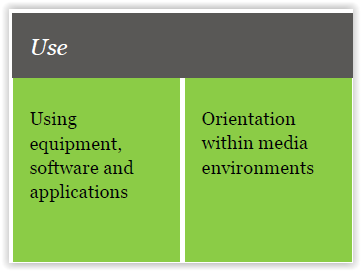 Use
Using
equipment,
software and
applications
Orientation
within media
environments